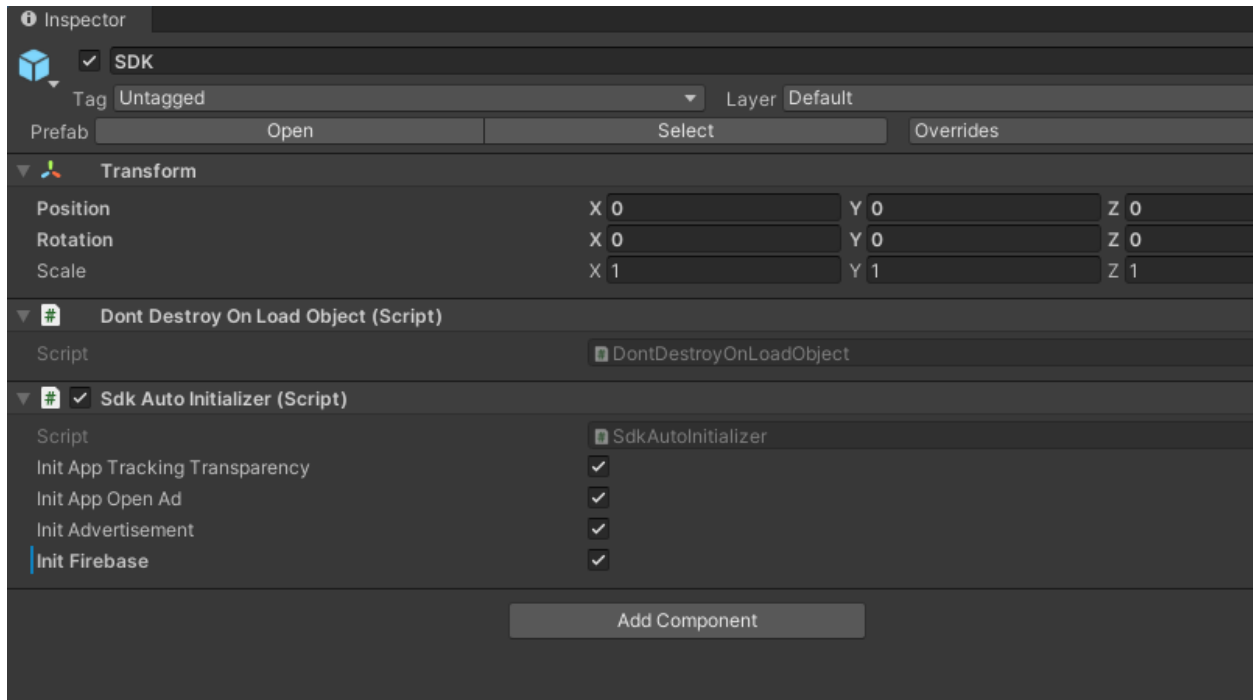 Inspector
SDK
Tag Untagged Layer Default
Prefab Open Select Overrides
Transform
Position X 0 Y 0 Z 0
Rotation X 0 Y 0 Z 0
Scale X 1 Y 1 Z 1
# Dont Destroy On Load Object (Script)
Script # DontDestroyOnLoadObject
# Sdk Auto Initializer (Script)
Script # SdkAutoInitializer
Init App Tracking Transparency
Init App Open Ad
Init Advertisement
Init Firebase
Add Component